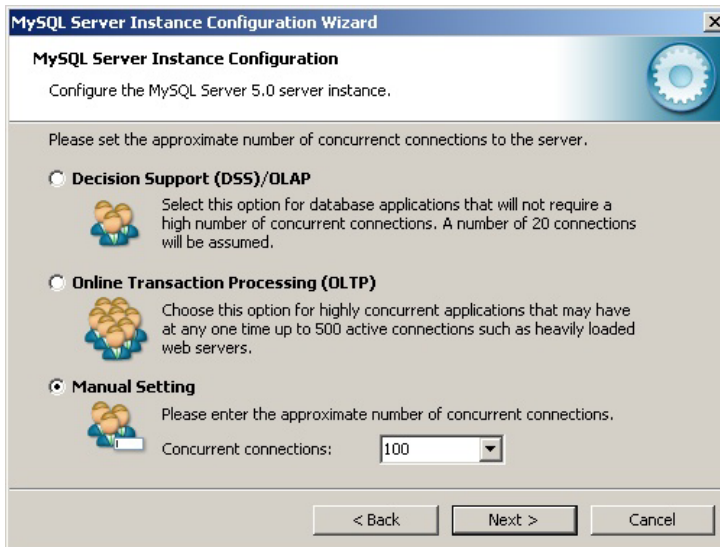 MySQL Server Instance Configuration Wizard
MySQL Server Instance Configuration
Configure the MySQL Server 5.0 server instance.
Please set the approximate number of concurrenct connections to the server.
Decision Support (DSS)/OLAP
Select this option for database applications that will not require a
high number of concurrent connections. A number of 20 connections
will be assumed.
Online Transaction Processing (OLTP)
Choose this option for highly concurrent applications that may have
at any one time up to 500 active connections such as heavily loaded
web servers.
Manual Setting
Please enter the approximate number of concurrent connections.
Concurrent connections: 100
< Back Next > Cancel